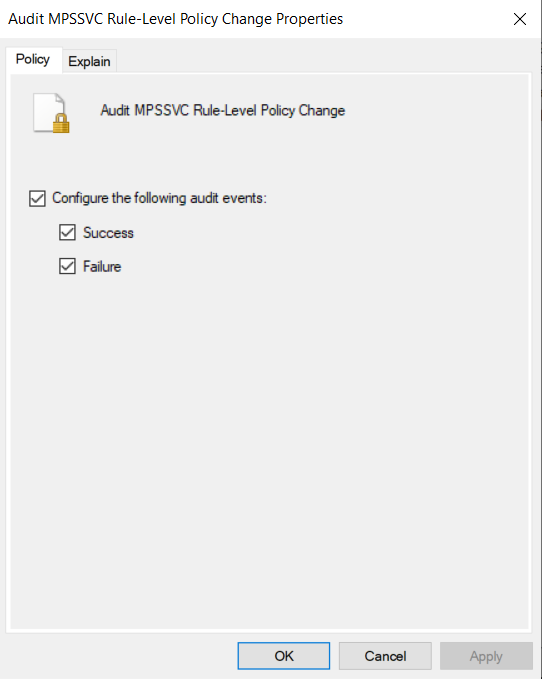 Audit MPSSVC Rule-Level Policy Change Properties
Policy
Explain
Audit MPSSVC Rule-Level Policy Change
Configure the following audit events:
Success
Failure
OK
Cancel
Apply